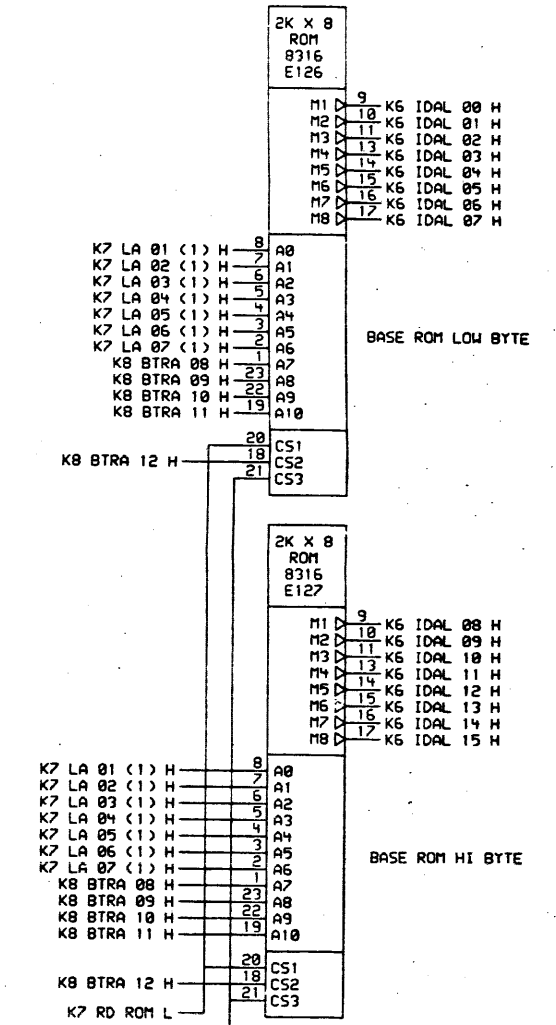 2K X 8
ROM
8316
E126
M1 9 K6 IDAL 00 H
M2 10 K6 IDAL 01 H
M3 11 K6 IDAL 02 H
M4 13 K6 IDAL 03 H
M5 14 K6 IDAL 04 H
M6 15 K6 IDAL 05 H
M7 16 K6 IDAL 06 H
M8 17 K6 IDAL 07 H
K7 LA 01 (1) H 8 A0
K7 LA 02 (1) H 7 A1
K7 LA 03 (1) H 6 A2
K7 LA 04 (1) H 5 A3
K7 LA 05 (1) H 4 A4
K7 LA 06 (1) H 3 A5
K7 LA 07 (1) H 2 A6
K8 BTRA 08 H 1 A7
K8 BTRA 09 H 23 A8
K8 BTRA 10 H 22 A9
K8 BTRA 11 H 19 A10
BASE ROM LOW BYTE
20 CS1
K8 BTRA 12 H 18 CS2
21 CS3
2K X 8
ROM
8316
E127
M1 9 K6 IDAL 08 H
M2 10 K6 IDAL 09 H
M3 11 K6 IDAL 10 H
M4 13 K6 IDAL 11 H
M5 14 K6 IDAL 12 H
M6 15 K6 IDAL 13 H
M7 16 K6 IDAL 14 H
M8 17 K6 IDAL 15 H
K7 LA 01 (1) H 8 A0
K7 LA 02 (1) H 7 A1
K7 LA 03 (1) H 6 A2
K7 LA 04 (1) H 5 A3
K7 LA 05 (1) H 4 A4
K7 LA 06 (1) H 3 A5
K7 LA 07 (1) H 2 A6
K8 BTRA 08 H 1 A7
K8 BTRA 09 H 23 A8
K8 BTRA 10 H 22 A9
K8 BTRA 11 H 19 A10
BASE ROM HI BYTE
20 CS1
K8 BTRA 12 H 18 CS2
21 CS3
K7 RD ROM L